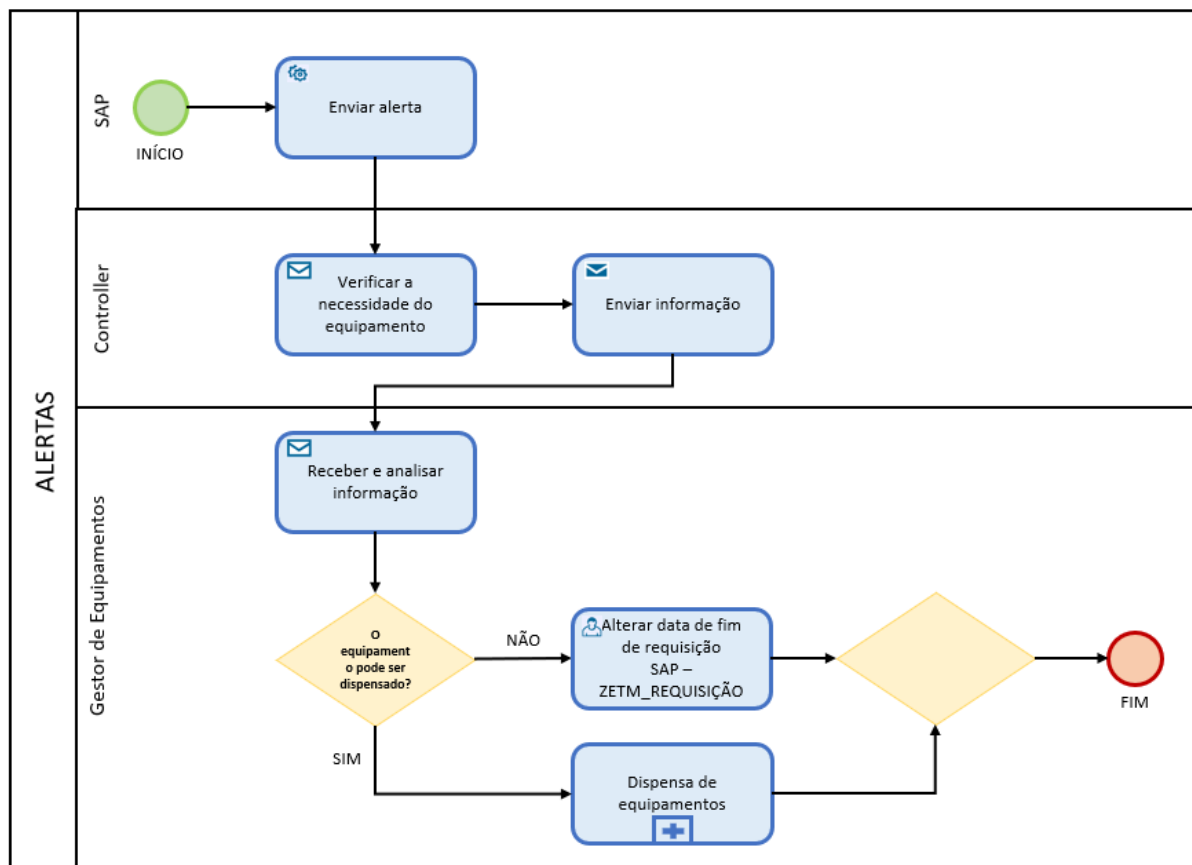 ALERTAS
SAP
INÍCIO
Enviar alerta
Controller
Verificar a
necessidade do
equipamento
Enviar informação
Gestor de Equipamentos
Receber e analisar
informação
O
equipament
o pode ser
dispensado?
NÃO
SIM
Alterar data de fim
de requisição
SAP –
ZETM_REQUISIÇÃO
Dispensa de
equipamentos
FIM